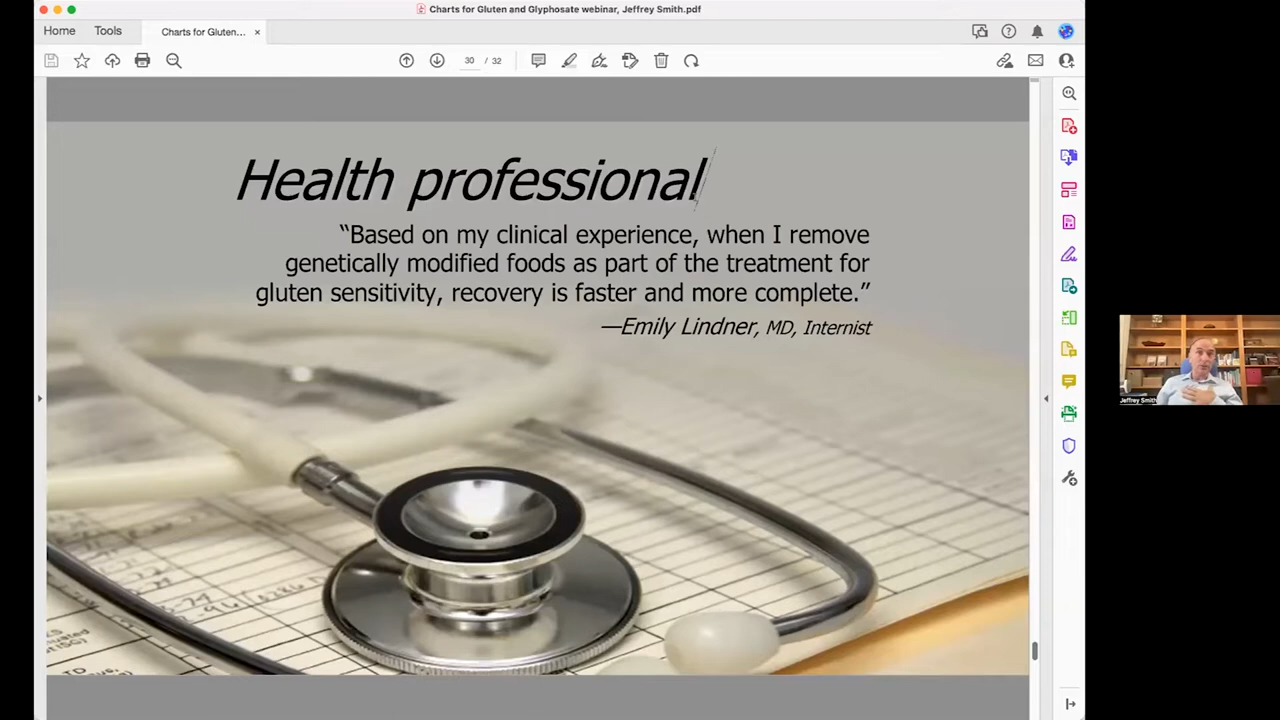 Charts for Gluten and Glyphosate webinar, Jeffrey Smith.pdf
Home Tools Charts for Gluten... ×
30 / 32
Health professional
“Based on my clinical experience, when I remove
genetically modified foods as part of the treatment for
gluten sensitivity, recovery is faster and more complete.”
—Emily Lindner, MD, Internist
Jeffrey Smith